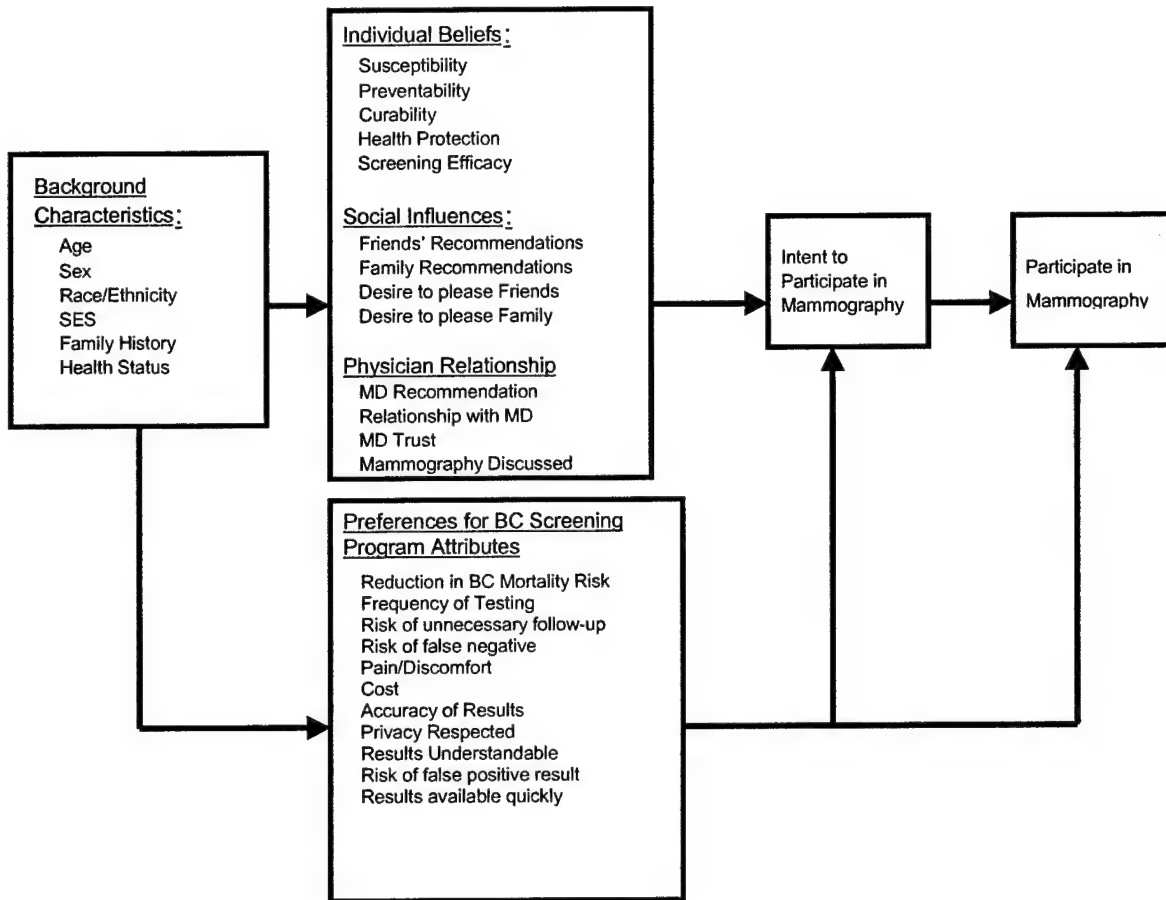 Background
Characteristics:
Age
Sex
Race/Ethnicity
SES
Family History
Health Status
Individual Beliefs:
Susceptibility
Preventability
Curability
Health Protection
Screening Efficacy
Social Influences:
Friends' Recommendations
Family Recommendations
Desire to please Friends
Desire to please Family
Physician Relationship
MD Recommendation
Relationship with MD
MD Trust
Mammography Discussed
Preferences for BC Screening
Program Attributes
Reduction in BC Mortality Risk
Frequency of Testing
Risk of unnecessary follow-up
Risk of false negative
Pain/Discomfort
Cost
Accuracy of Results
Privacy Respected
Results Understandable
Risk of false positive result
Results available quickly
Intent to
Participate in
Mammography
Participate in
Mammography